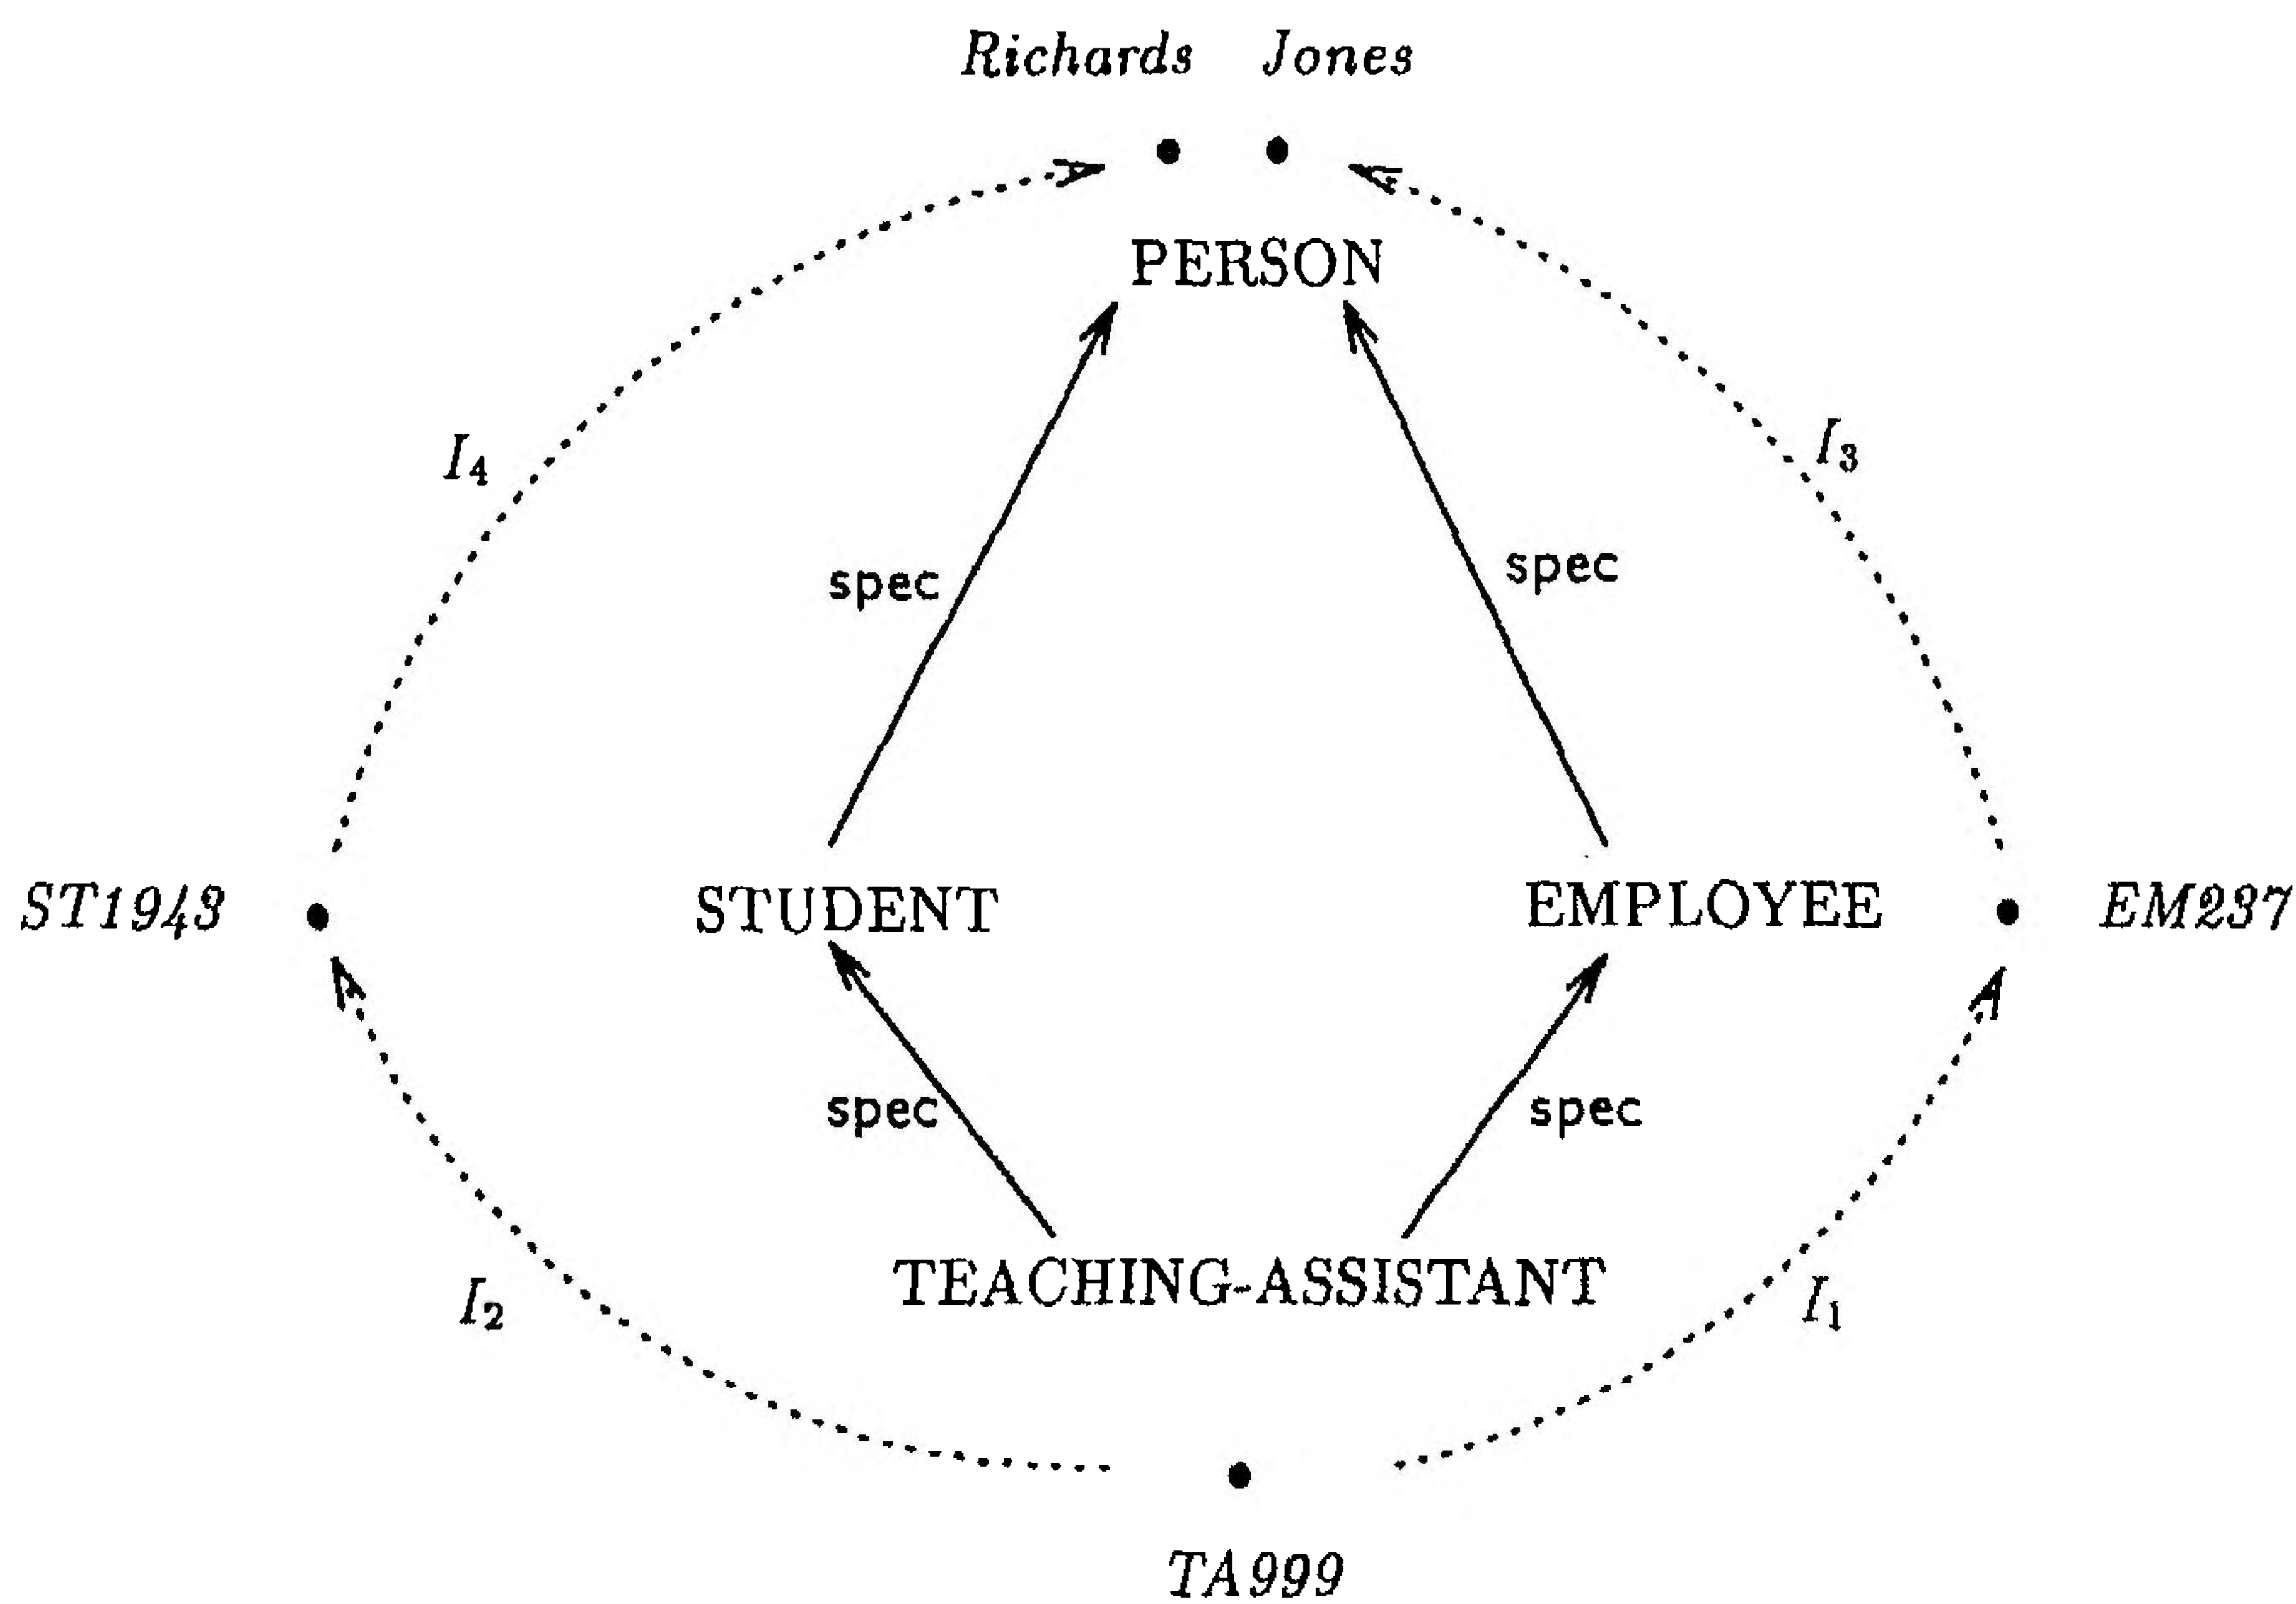 Richards Jones
PERSON
I₄ I₃
spec spec
ST1943 STUDENT EMPLOYEE EM237
spec spec
TEACHING-ASSISTANT
I₂ I₁
TA999